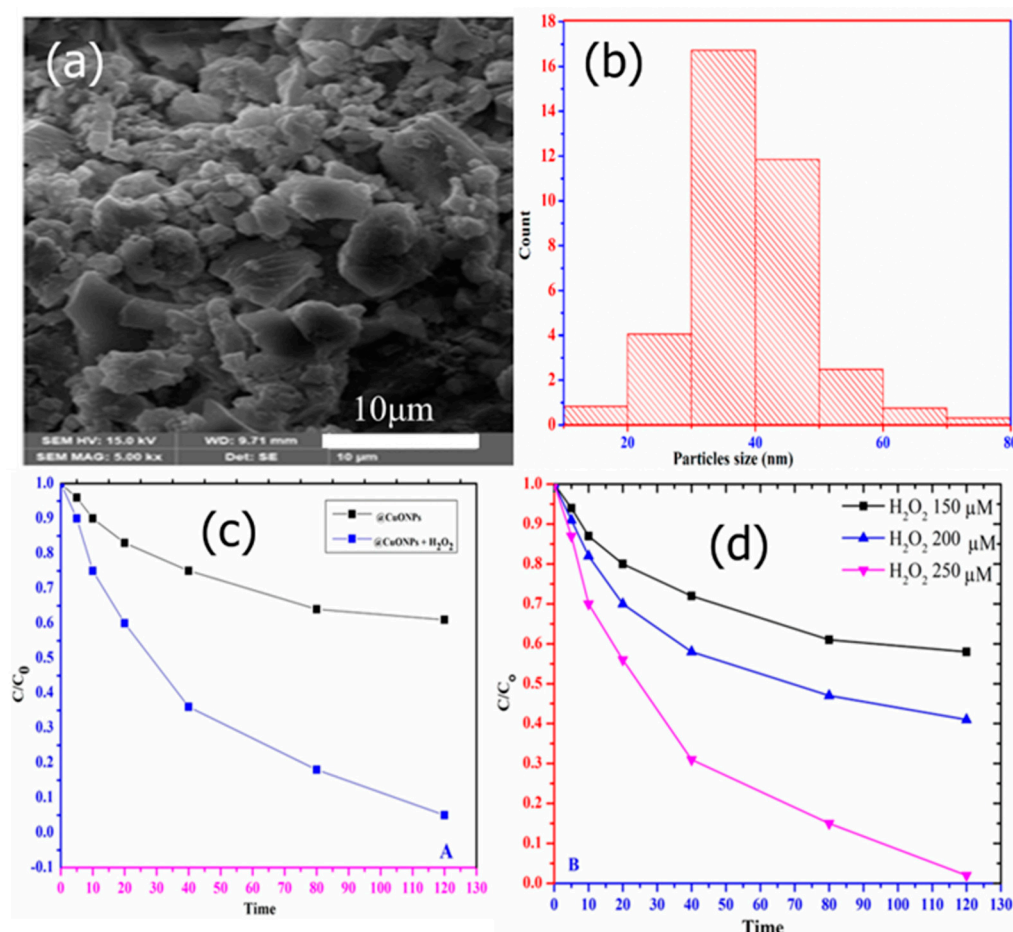 (a)
10µm
SEM HV: 15.0 kV WD: 9.71 mm
SEM MAG: 5.00 kx Det: SE 10 µm
(b)
18
16
14
12
10
8
6
4
2
0
Count
20 40 60 80
Particles size (nm)
(c)
@CuONPs
@CuONPs + H₂O₂
1.0
0.9
0.8
0.7
0.6
0.5
0.4
0.3
0.2
0.1
0.0
-0.1
C/C₀
A
0 10 20 30 40 50 60 70 80 90 100 110 120 130
Time
(d)
H₂O₂ 150 µM
H₂O₂ 200 µM
H₂O₂ 250 µM
1.0
0.9
0.8
0.7
0.6
0.5
0.4
0.3
0.2
0.1
0.0
C/Cₒ
B
0 10 20 30 40 50 60 70 80 90 100 110 120 130
Time